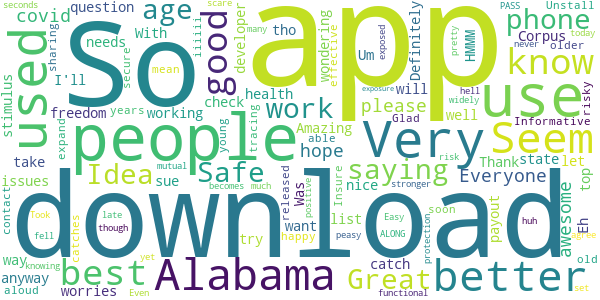 covid age good tho question
iiiiil Um wondering
developer effective
phone Corpus Unstall
PASS HMMM older
scare exposed many
seconds sharing stimulus
needs With mean
I'll secure
So app
used
check health
know today
pretty never hell
Definitely will well
Informative risky
widely exposure
freedom years
expand working tracing
young Amazing able
people work please
Very use
Glad hope
Seem
Thank state let
risk
issues take Idea Safe
mutual becomes much
saying Everyone
top
contact Took sue Was
released positive Insure
nice stronger
list soon
payout awesome Eh
download
late though
Easy peasy ALONG
huh agree
way catches fell
try want happy
protection old
anyway aloud
knowing worries
best yet Even
Alabama
Great catch
functional
better set